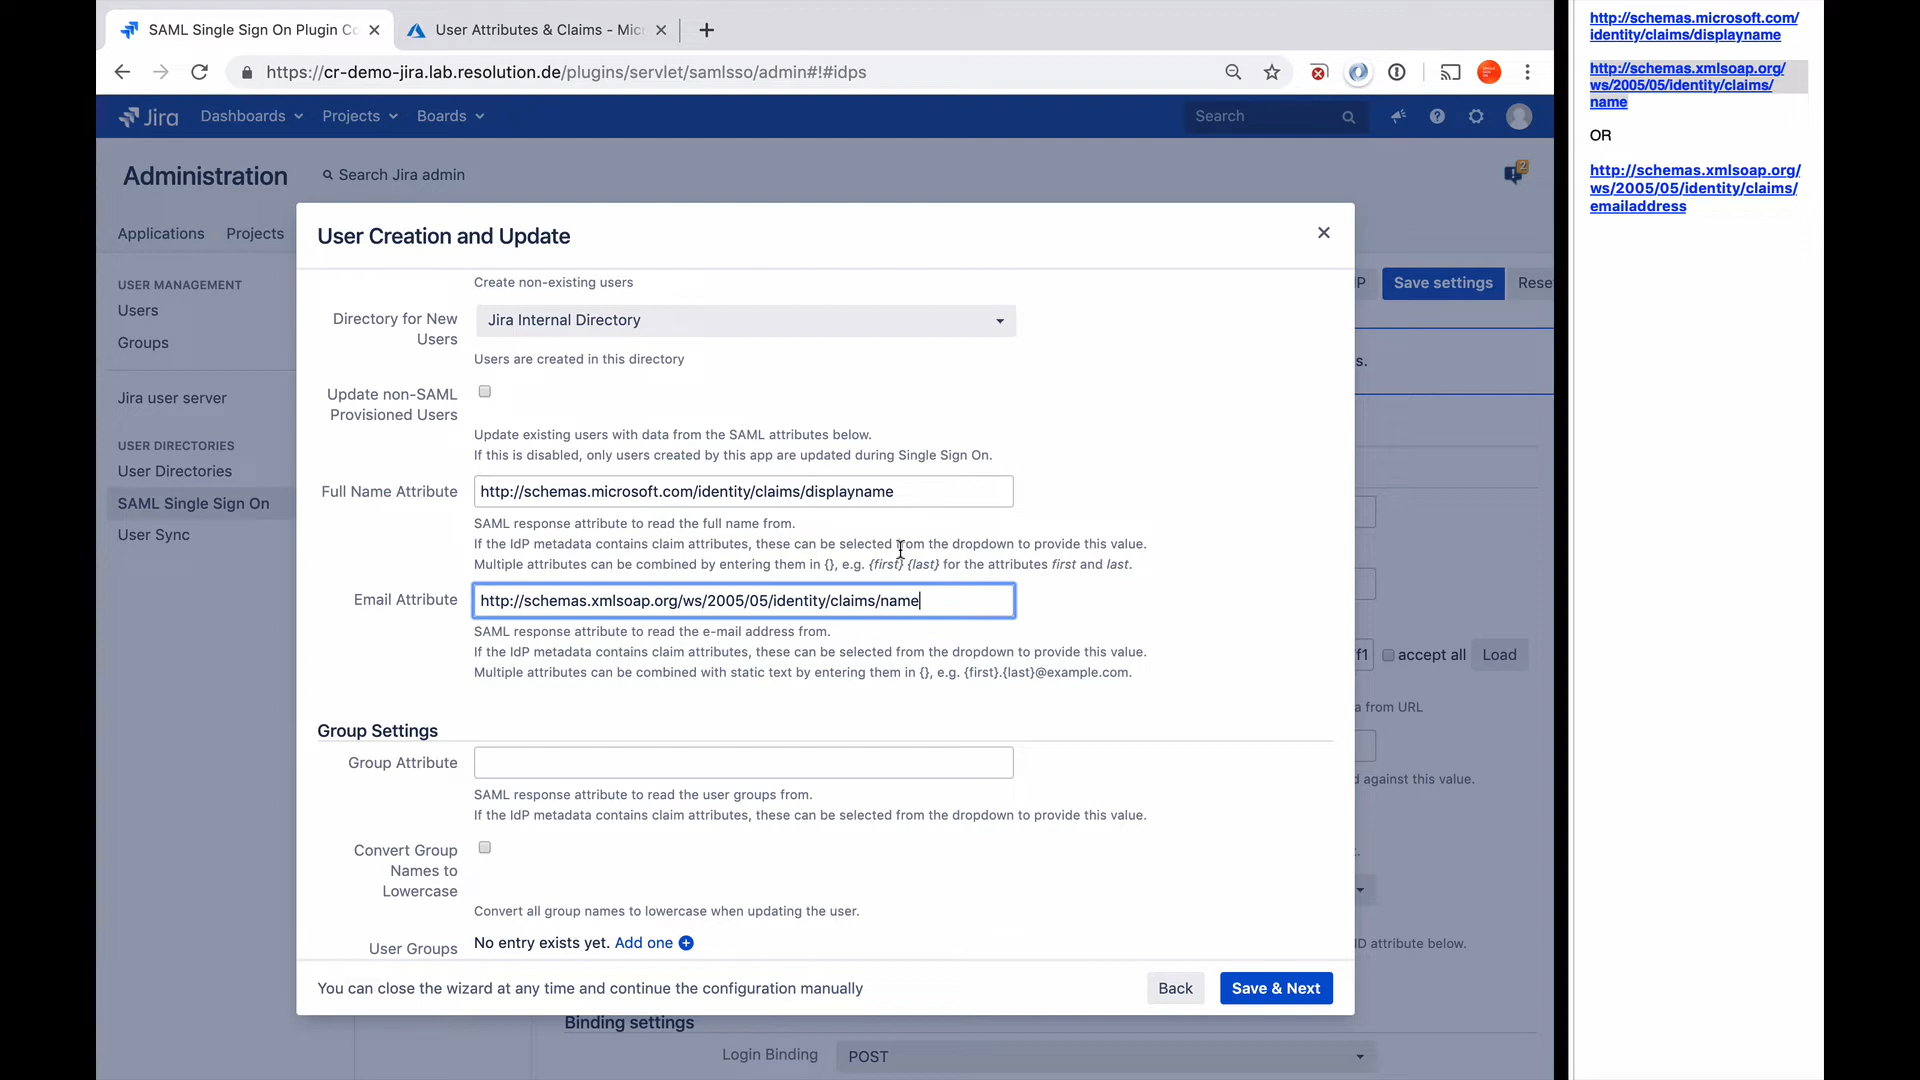 SAML Single Sign On Plugin Co
User Attributes & Claims - Mic
https://cr-demo-jira.lab.resolution.de/plugins/servlet/samlsso/admin#!#idps
Jira
Dashboards
Projects
Boards
Search
Administration
Search Jira admin
2
Applications
Projects
USER MANAGEMENT
Users
Groups
Jira user server
USER DIRECTORIES
User Directories
SAML Single Sign On
User Sync
User Creation and Update
Create non-existing users
Directory for New
Users
Jira Internal Directory
Users are created in this directory
Update non-SAML
Provisioned Users
Update existing users with data from the SAML attributes below.
If this is disabled, only users created by this app are updated during Single Sign On.
Full Name Attribute
http://schemas.microsoft.com/identity/claims/displayname
SAML response attribute to read the full name from.
If the IdP metadata contains claim attributes, these can be selected from the dropdown to provide this value.
Multiple attributes can be combined by entering them in {}, e.g. {first} {last} for the attributes first and last.
Email Attribute
http://schemas.xmlsoap.org/ws/2005/05/identity/claims/name
SAML response attribute to read the e-mail address from.
If the IdP metadata contains claim attributes, these can be selected from the dropdown to provide this value.
Multiple attributes can be combined with static text by entering them in {}, e.g. {first}.{last}@example.com.
Group Settings
Group Attribute
SAML response attribute to read the user groups from.
If the IdP metadata contains claim attributes, these can be selected from the dropdown to provide this value.
Convert Group
Names to
Lowercase
Convert all group names to lowercase when updating the user.
User Groups
No entry exists yet. Add one
You can close the wizard at any time and continue the configuration manually
Back
Save & Next
P
Save settings
Rese
s.
f1
accept all
Load
a from URL
d against this value.
t.
ID attribute below.
Binding settings
Login Binding
POST
http://schemas.microsoft.com/
identity/claims/displayname
http://schemas.xmlsoap.org/
ws/2005/05/identity/claims/
name
OR
http://schemas.xmlsoap.org/
ws/2005/05/identity/claims/
emailaddress